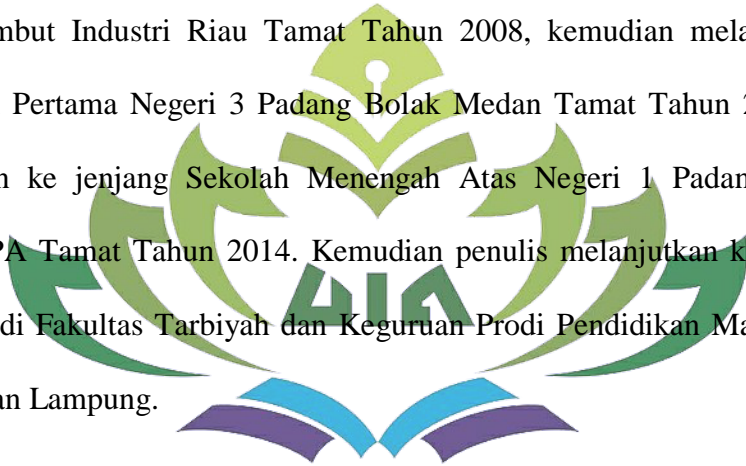 mbut Industri Riau Tamat Tahun 2008, kemudian mela
Pertama Negeri 3 Padang Bolak Medan Tamat Tahun 2
n ke jenjang Sekolah Menengah Atas Negeri 1 Padan
PA Tamat Tahun 2014. Kemudian penulis melanjutkan k
UIN
di Fakultas Tarbiyah dan Keguruan Prodi Pendidikan Ma
an Lampung.